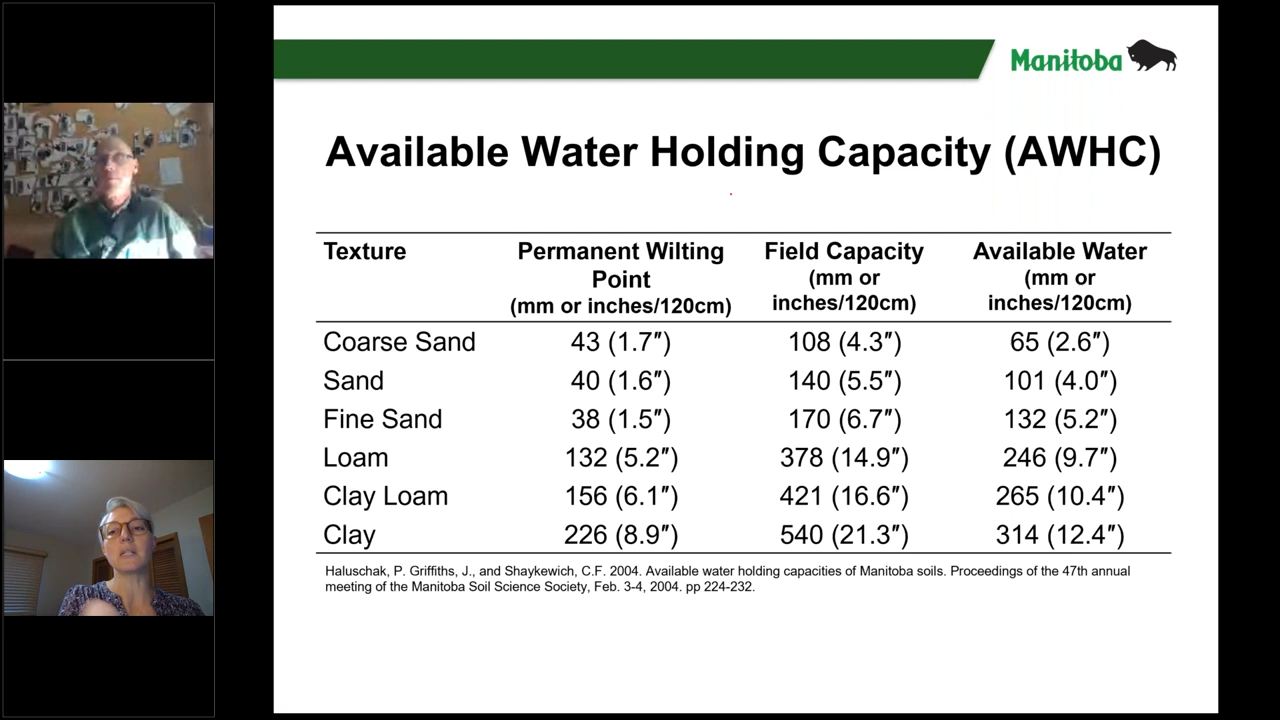 Manitoba
Available Water Holding Capacity (AWHC)
Texture Permanent Wilting Point (mm or inches/120cm) Field Capacity (mm or inches/120cm) Available Water (mm or inches/120cm)
Coarse Sand 43 (1.7″) 108 (4.3″) 65 (2.6″)
Sand 40 (1.6″) 140 (5.5″) 101 (4.0″)
Fine Sand 38 (1.5″) 170 (6.7″) 132 (5.2″)
Loam 132 (5.2″) 378 (14.9″) 246 (9.7″)
Clay Loam 156 (6.1″) 421 (16.6″) 265 (10.4″)
Clay 226 (8.9″) 540 (21.3″) 314 (12.4″)
Haluschak, P. Griffiths, J., and Shaykewich, C.F. 2004. Available water holding capacities of Manitoba soils. Proceedings of the 47th annual
meeting of the Manitoba Soil Science Society, Feb. 3-4, 2004. pp 224-232.